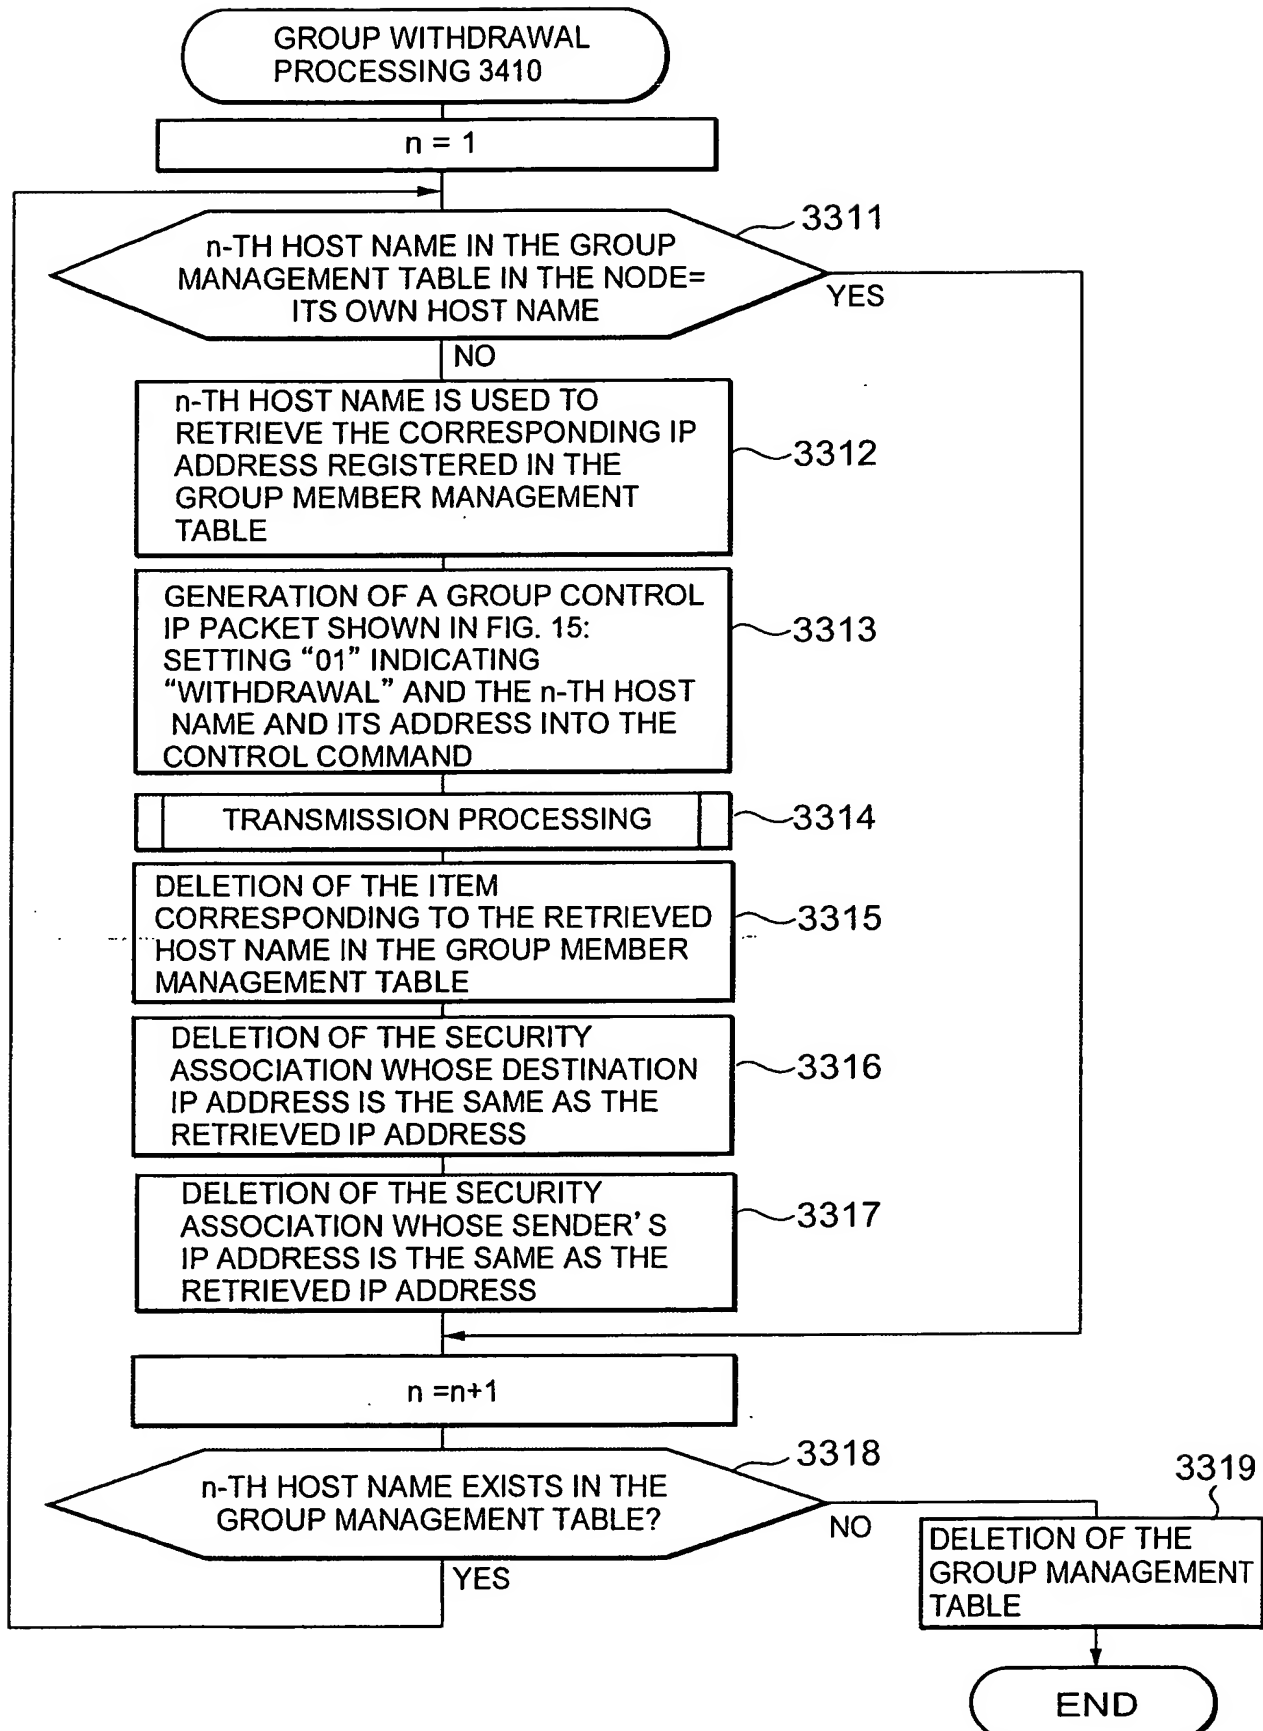 GROUP WITHDRAWAL
PROCESSING 3410
n = 1
3311
n-TH HOST NAME IN THE GROUP
MANAGEMENT TABLE IN THE NODE=
ITS OWN HOST NAME
YES
NO
n-TH HOST NAME IS USED TO
RETRIEVE THE CORRESPONDING IP
ADDRESS REGISTERED IN THE
GROUP MEMBER MANAGEMENT
TABLE
3312
GENERATION OF A GROUP CONTROL
IP PACKET SHOWN IN FIG. 15:
SETTING “01” INDICATING
“WITHDRAWAL” AND THE n-TH HOST
NAME AND ITS ADDRESS INTO THE
CONTROL COMMAND
3313
TRANSMISSION PROCESSING
3314
DELETION OF THE ITEM
CORRESPONDING TO THE RETRIEVED
HOST NAME IN THE GROUP MEMBER
MANAGEMENT TABLE
3315
DELETION OF THE SECURITY
ASSOCIATION WHOSE DESTINATION
IP ADDRESS IS THE SAME AS THE
RETRIEVED IP ADDRESS
3316
DELETION OF THE SECURITY
ASSOCIATION WHOSE SENDER’S
IP ADDRESS IS THE SAME AS THE
RETRIEVED IP ADDRESS
3317
n =n+1
3318
n-TH HOST NAME EXISTS IN THE
GROUP MANAGEMENT TABLE?
NO
YES
3319
DELETION OF THE
GROUP MANAGEMENT
TABLE
END